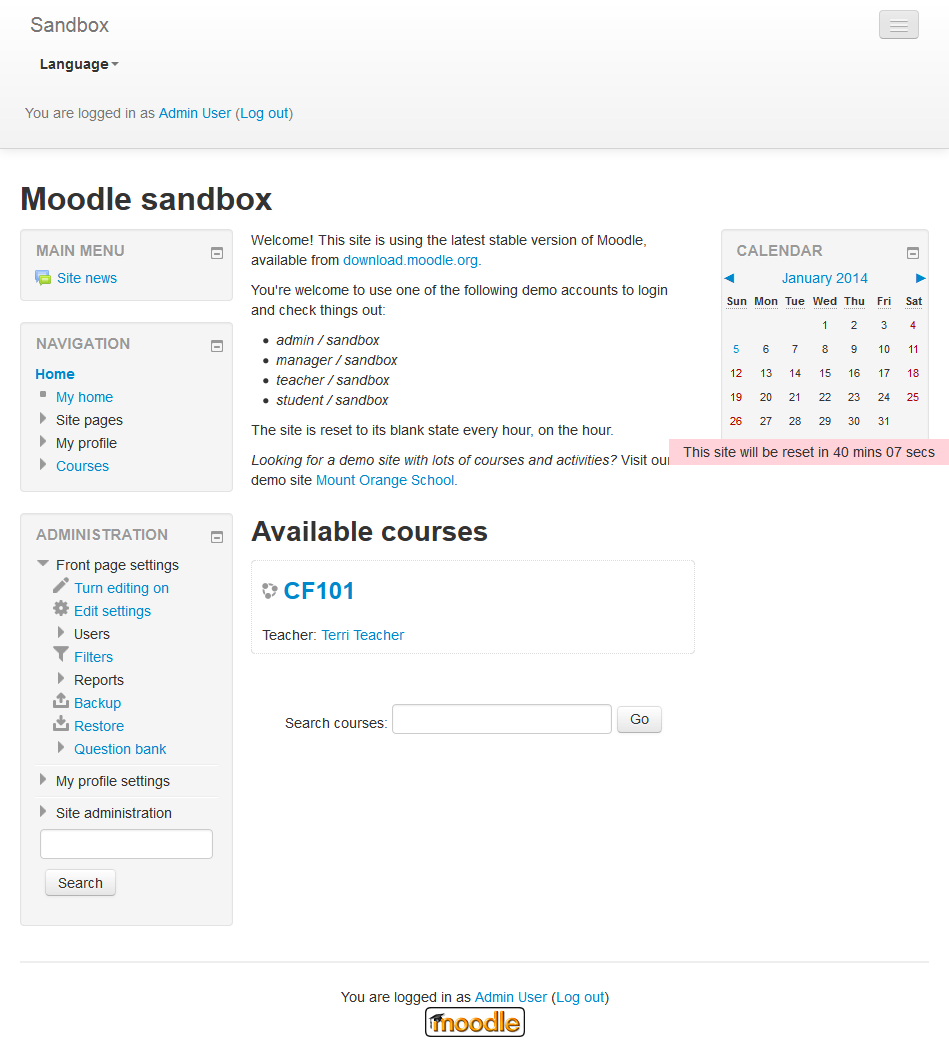 Sandbox
Language
You are logged in as Admin User (Log out)
Moodle sandbox
MAIN MENU
Site news
NAVIGATION
Home
My home
Site pages
My profile
Courses
ADMINISTRATION
Front page settings
Turn editing on
Edit settings
Users
Filters
Reports
Backup
Restore
Question bank
My profile settings
Site administration
Search
Welcome! This site is using the latest stable version of Moodle,
available from download.moodle.org.
You're welcome to use one of the following demo accounts to login
and check things out:
admin / sandbox
manager / sandbox
teacher / sandbox
student / sandbox
The site is reset to its blank state every hour, on the hour.
Looking for a demo site with lots of courses and activities? Visit our
demo site Mount Orange School.
Available courses
CF101
Teacher: Terri Teacher
Search courses: Go
CALENDAR
January 2014
Sun Mon Tue Wed Thu Fri Sat
1 2 3 4
5 6 7 8 9 10 11
12 13 14 15 16 17 18
19 20 21 22 23 24 25
26 27 28 29 30 31
This site will be reset in 40 mins 07 secs
You are logged in as Admin User (Log out)
moodle